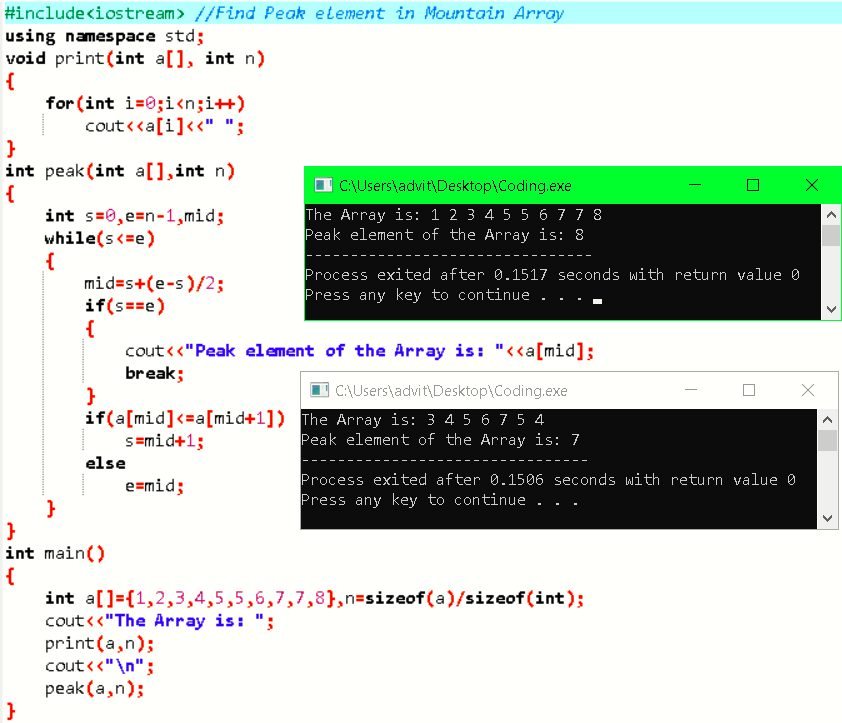 #include<iostream> //Find Peak element in Mountain Array
using namespace std;
void print(int a[], int n)
{
    for(int i=0;i<n;i++)
        cout<<a[i]<<" ";
}
int peak(int a[],int n)
{
    int s=0,e=n-1,mid;
    while(s<=e)
    {
        mid=s+(e-s)/2;
        if(s==e)
        {
            cout<<"Peak element of the Array is: "<<a[mid];
            break;
        }
        if(a[mid]<=a[mid+1])
            s=mid+1;
        else
            e=mid;
    }
}
int main()
{
    int a[]={1,2,3,4,5,5,6,7,7,8},n=sizeof(a)/sizeof(int);
    cout<<"The Array is: ";
    print(a,n);
    cout<<"\n";
    peak(a,n);
}
C:\Users\advit\Desktop\Coding.exe
The Array is: 1 2 3 4 5 5 6 7 7 8
Peak element of the Array is: 8
--------------------------------
Process exited after 0.1517 seconds with return value 0
Press any key to continue . . .
C:\Users\advit\Desktop\Coding.exe
The Array is: 3 4 5 6 7 5 4
Peak element of the Array is: 7
--------------------------------
Process exited after 0.1506 seconds with return value 0
Press any key to continue . . .